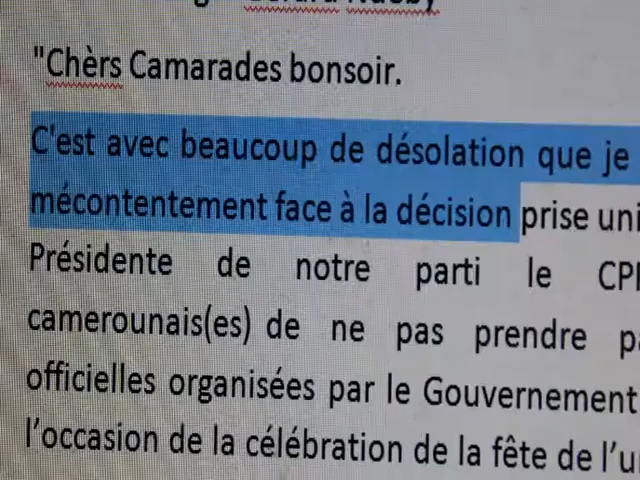 "Chèrs Camarades bonsoir.
C'est avec beaucoup de désolation que je
mécontentement face à la décision prise uni
Présidente de notre parti le CP
camerounais(es) de ne pas prendre p
officielles organisées par le Gouvernement
l'occasion de la célébration de la fête de l'u